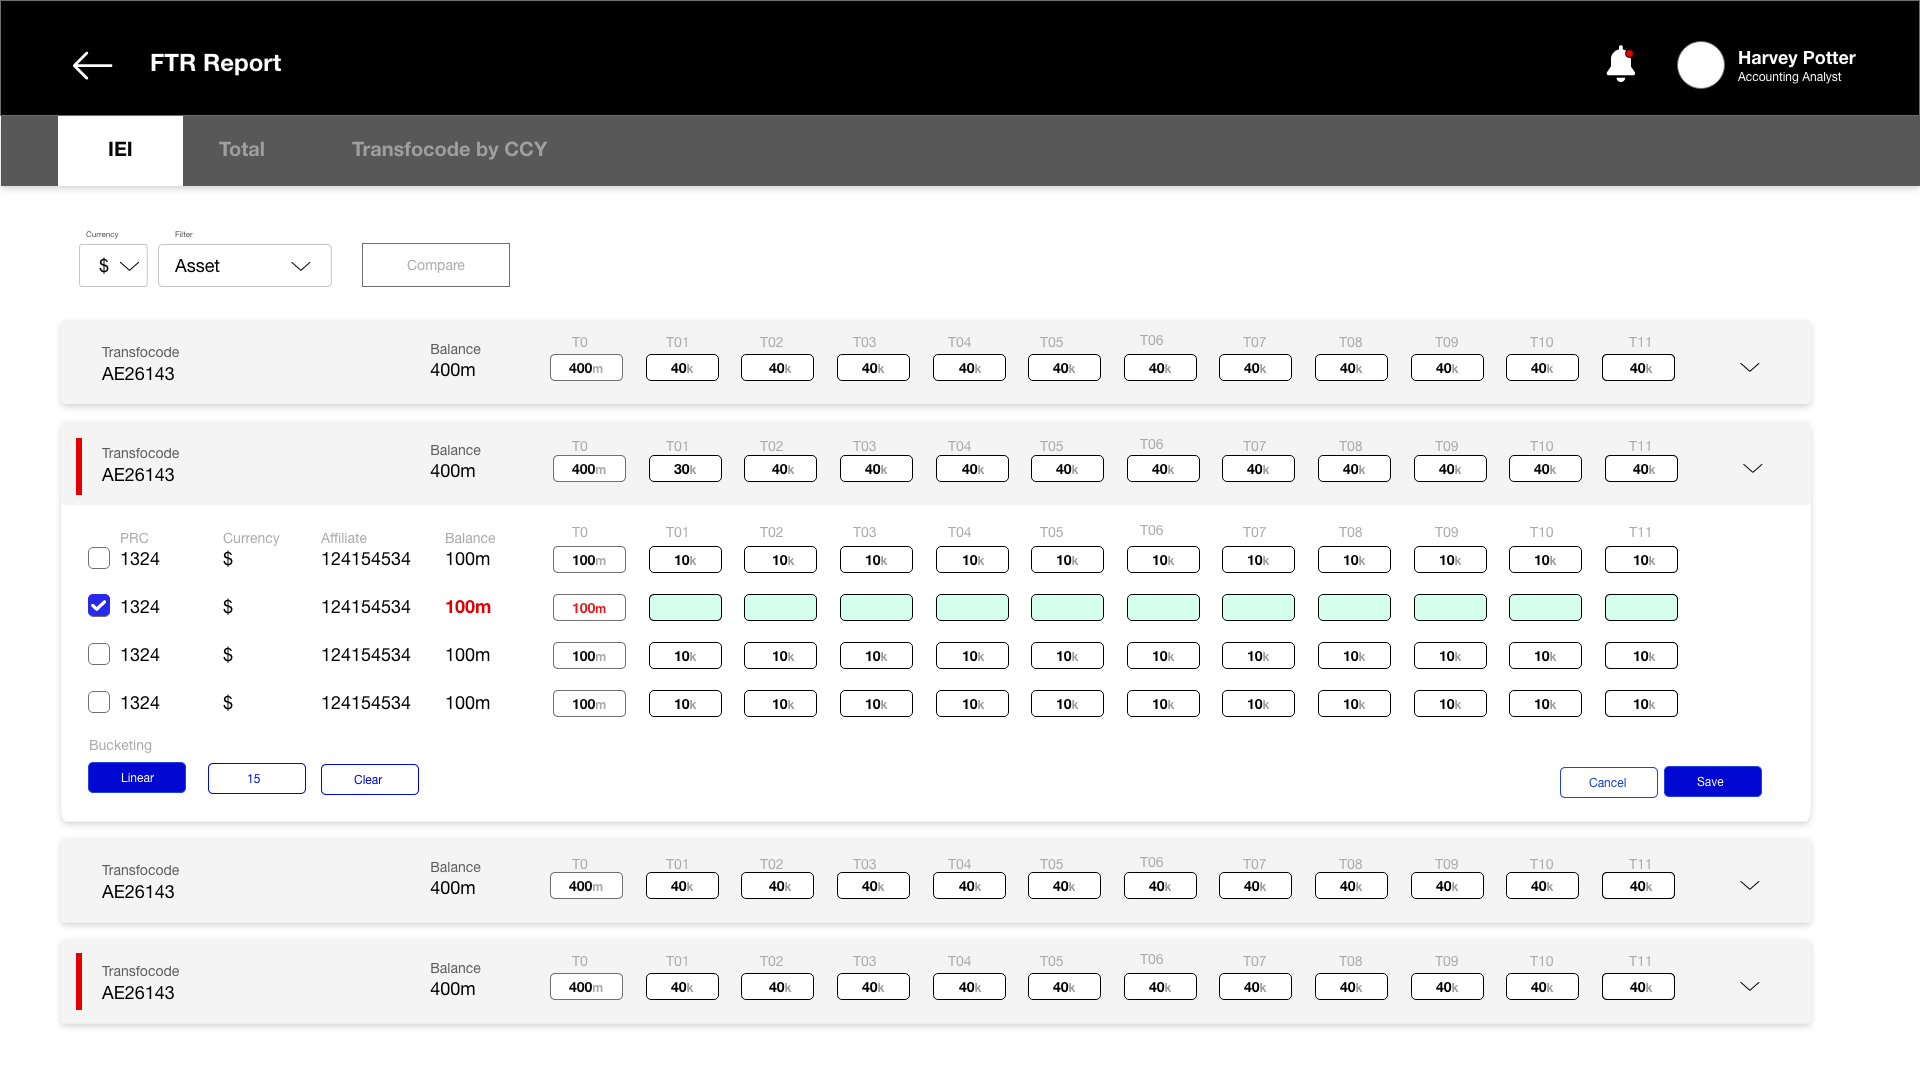 FTR Report
Harvey Potter
Accounting Analyst
IEI Total Transfocode by CCY
Currency Filter
$ Asset Compare
T0 T01 T02 T03 T04 T05 T06 T07 T08 T09 T10 T11
Transfocode Balance
AE26143 400m 400m 40k 40k 40k 40k 40k 40k 40k 40k 40k 40k 40k
T0 T01 T02 T03 T04 T05 T06 T07 T08 T09 T10 T11
Transfocode Balance
AE26143 400m 400m 30k 40k 40k 40k 40k 40k 40k 40k 40k 40k 40k
PRC Currency Affiliate Balance T0 T01 T02 T03 T04 T05 T06 T07 T08 T09 T10 T11
1324 $ 124154534 100m 100m 10k 10k 10k 10k 10k 10k 10k 10k 10k 10k 10k
1324 $ 124154534 100m 100m
1324 $ 124154534 100m 100m 10k 10k 10k 10k 10k 10k 10k 10k 10k 10k 10k
1324 $ 124154534 100m 100m 10k 10k 10k 10k 10k 10k 10k 10k 10k 10k 10k
Bucketing
Linear 15 Clear Cancel Save
T0 T01 T02 T03 T04 T05 T06 T07 T08 T09 T10 T11
Transfocode Balance
AE26143 400m 400m 40k 40k 40k 40k 40k 40k 40k 40k 40k 40k 40k
T0 T01 T02 T03 T04 T05 T06 T07 T08 T09 T10 T11
Transfocode Balance
AE26143 400m 400m 40k 40k 40k 40k 40k 40k 40k 40k 40k 40k 40k